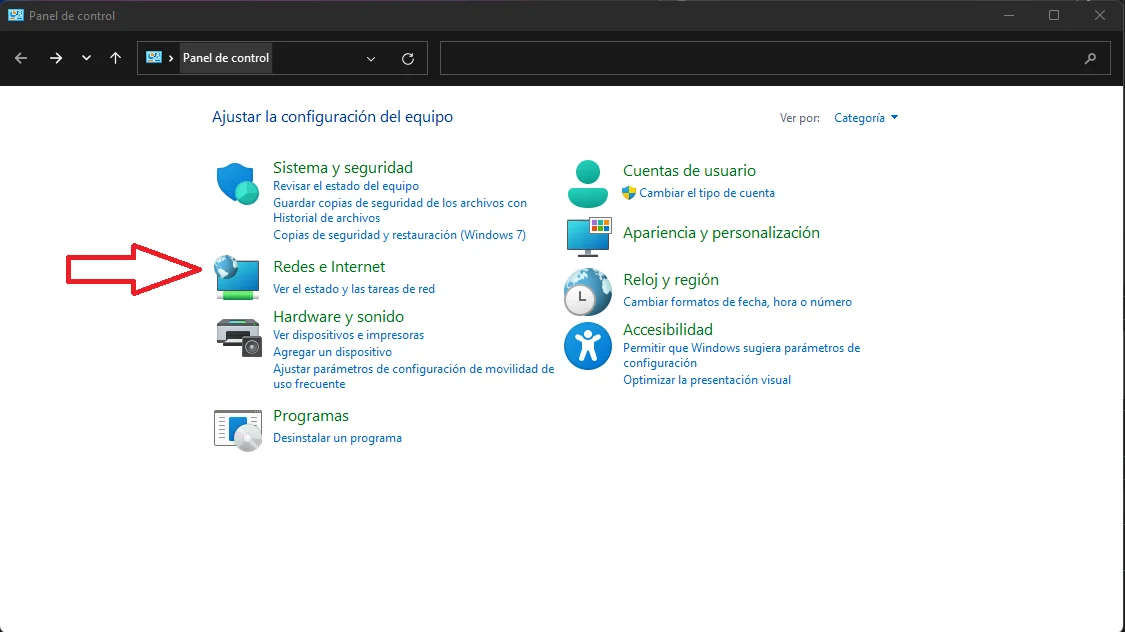 Panel de control
Panel de control
Ajustar la configuración del equipo
Ver por: Categoría
Sistema y seguridad
Revisar el estado del equipo
Guardar copias de seguridad de los archivos con
Historial de archivos
Copias de seguridad y restauración (Windows 7)
Redes e Internet
Ver el estado y las tareas de red
Hardware y sonido
Ver dispositivos e impresoras
Agregar un dispositivo
Ajustar parámetros de configuración de movilidad de
uso frecuente
Programas
Desinstalar un programa
Cuentas de usuario
Cambiar el tipo de cuenta
Apariencia y personalización
Reloj y región
Cambiar formatos de fecha, hora o número
Accesibilidad
Permitir que Windows sugiera parámetros de
configuración
Optimizar la presentación visual